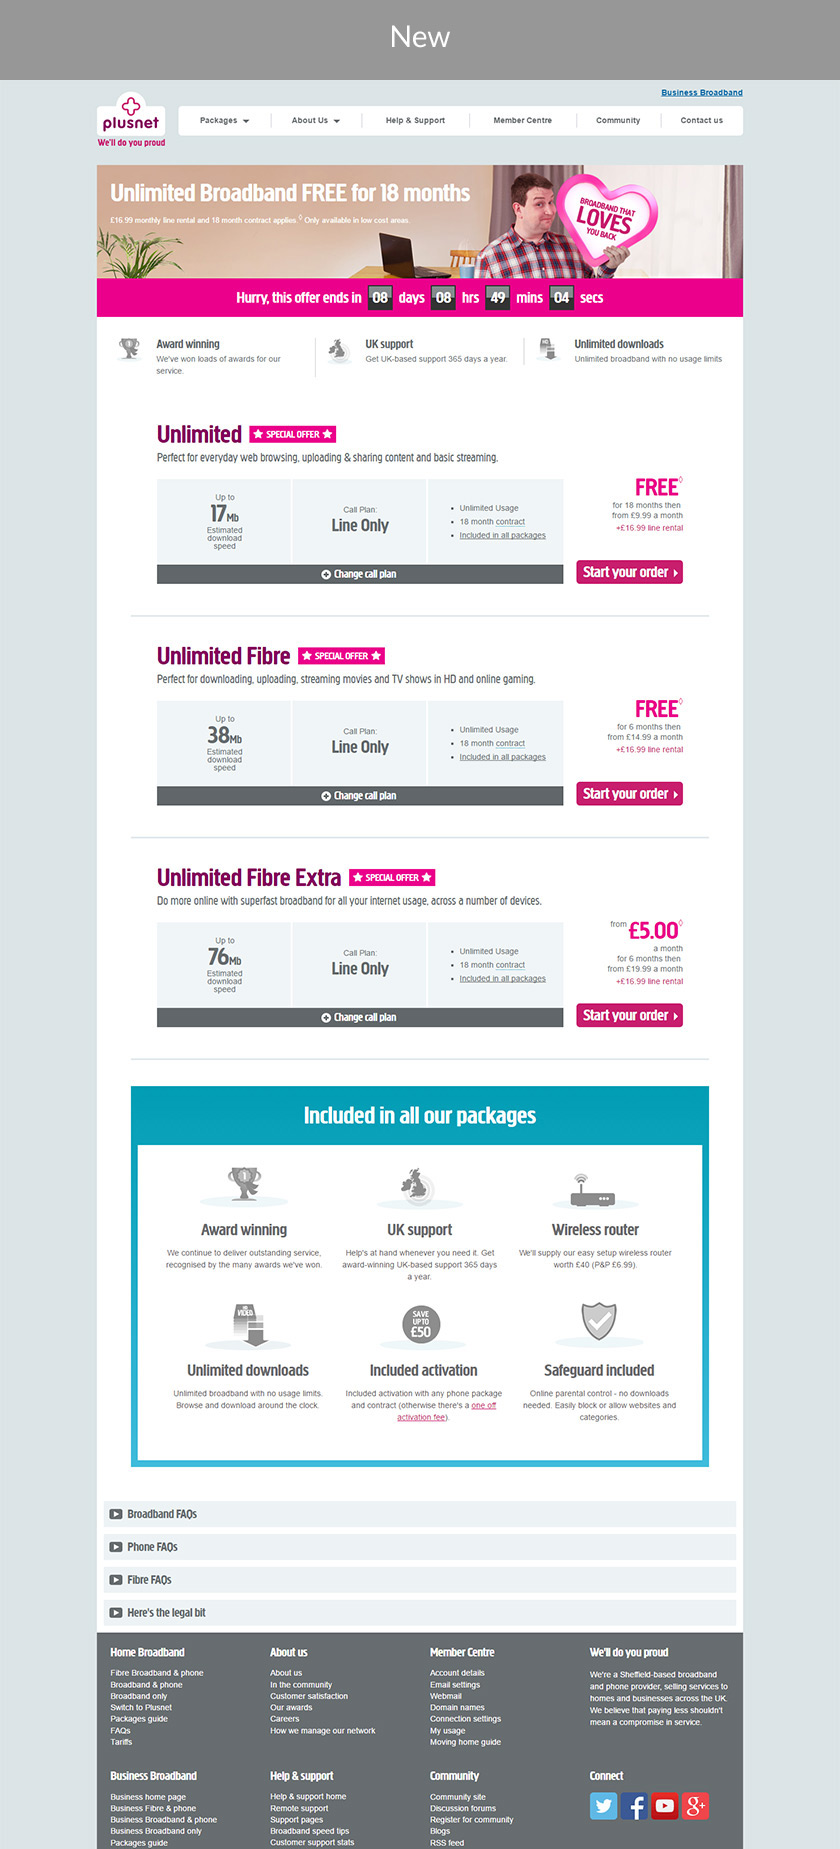 New
Business Broadband
plusnet
We'll do you proud
Packages
About Us
Help & Support
Member Centre
Community
Contact us
Unlimited Broadband FREE for 18 months
£16.99 monthly line rental and 18 month contract applies ◊ Only available in low cost areas.
BROADBAND THAT
LOVES
YOU BACK
Hurry, this offer ends in 08 days 08 hrs 49 mins 04 secs
Award winning
We've won loads of awards for our
service.
UK support
Get UK-based support 365 days a year.
Unlimited downloads
Unlimited broadband with no usage limits
Unlimited
SPECIAL OFFER
Perfect for everyday web browsing, uploading & sharing content and basic streaming.
Up to
17Mb
Estimated
download
speed
Call Plan:
Line Only
Unlimited Usage
18 month contract
Included in all packages
Change call plan
FREE◊
for 18 months then
from £9.99 a month
+£16.99 line rental
Start your order
Unlimited Fibre
SPECIAL OFFER
Perfect for downloading, uploading, streaming movies and TV shows in HD and online gaming.
Up to
38Mb
Estimated
download
speed
Call Plan:
Line Only
Unlimited Usage
18 month contract
Included in all packages
Change call plan
FREE◊
for 6 months then
from £14.99 a month
+£16.99 line rental
Start your order
Unlimited Fibre Extra
SPECIAL OFFER
Do more online with superfast broadband for all your internet usage, across a number of devices.
Up to
76Mb
Estimated
download
speed
Call Plan:
Line Only
Unlimited Usage
18 month contract
Included in all packages
Change call plan
from £5.00◊
a month
for 6 months then
from £19.99 a month
+£16.99 line rental
Start your order
Included in all our packages
1
Award winning
We continue to deliver outstanding service,
recognised by the many awards we've won.
UK support
Help's at hand whenever you need it. Get
award-winning UK-based support 365 days
a year.
Wireless router
We'll supply our easy setup wireless router
worth £40 (P&P £6.99).
HD
VIDEO
Unlimited downloads
Unlimited broadband with no usage limits.
Browse and download around the clock.
SAVE
UP TO
£50
Included activation
Included activation with any phone package
and contract (otherwise there's a one off
activation fee).
Safeguard included
Online parental control - no downloads
needed. Easily block or allow websites and
categories.
Broadband FAQs
Phone FAQs
Fibre FAQs
Here's the legal bit
Home Broadband
Fibre Broadband & phone
Broadband & phone
Broadband only
Switch to Plusnet
Packages guide
FAQs
Tariffs
About us
About us
In the community
Customer satisfaction
Our awards
Careers
How we manage our network
Member Centre
Account details
Email settings
Webmail
Domain names
Connection settings
My usage
Moving home guide
We'll do you proud
We're a Sheffield-based broadband
and phone provider, selling services to
homes and businesses across the UK.
We believe that paying less shouldn't
mean a compromise in service.
Business Broadband
Business home page
Business Fibre & phone
Business Broadband & phone
Business Broadband only
Packages guide
Help & support
Help & support home
Remote support
Support pages
Broadband speed tips
Customer support stats
Community
Community site
Discussion forums
Register for community
Blogs
RSS feed
Connect